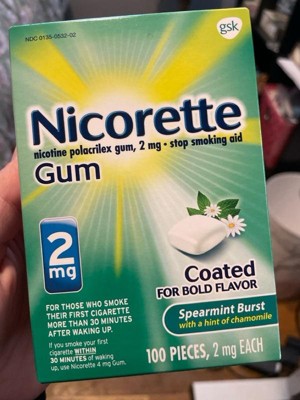 gsk
NDC 0135-0532-02
Nicorette
nicotine polacrilex gum, 2 mg • stop smoking aid
Gum
2
mg
FOR THOSE WHO SMOKE
THEIR FIRST CIGARETTE
MORE THAN 30 MINUTES
AFTER WAKING UP.
If you smoke your first
cigarette WITHIN
30 MINUTES of waking
up, use Nicorette 4 mg Gum.
Coated
FOR BOLD FLAVOR
Spearmint Burst
with a hint of chamomile
100 PIECES, 2 mg EACH